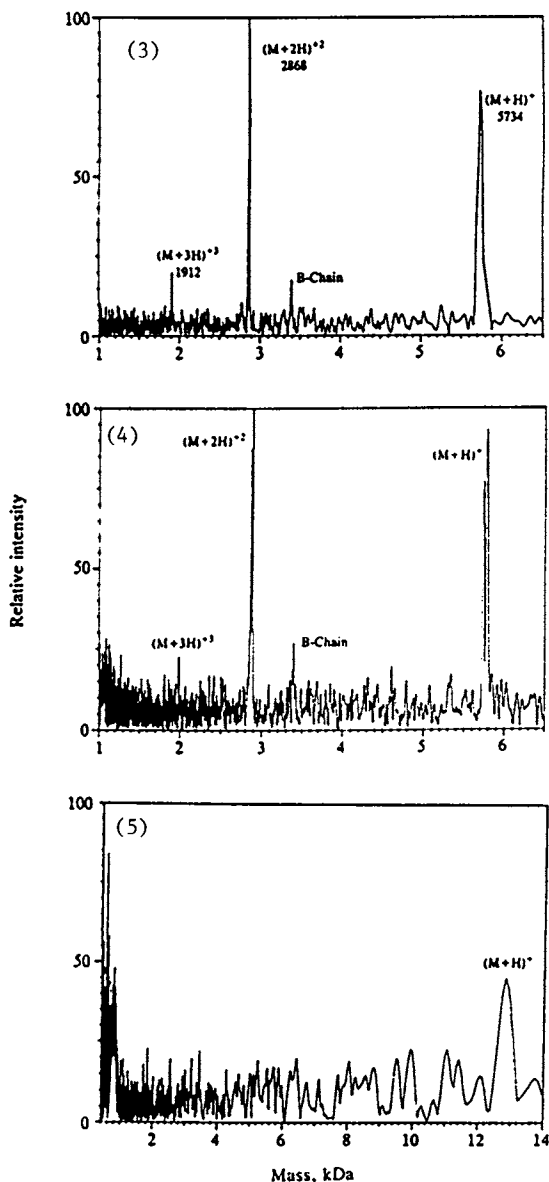 100
(3)
(M+2H)+2
2868
(M+H)+
5734
50
(M+3H)+3
1912
B-Chain
0
1 2 3 4 5 6
100
(4)
(M+2H)+2
(M+H)+
50
(M+3H)+3
B-Chain
0
1 2 3 4 5 6
Relative intensity
100
(5)
50
(M+H)+
0
2 4 6 8 10 12 13 14
Mass, kDa